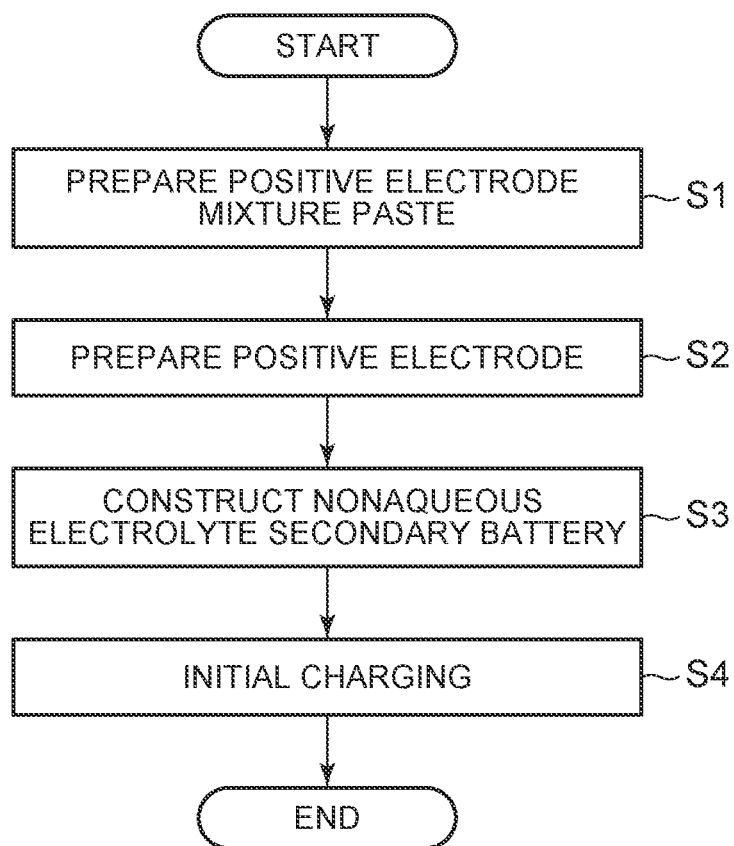 START
PREPARE POSITIVE ELECTRODE
MIXTURE PASTE
S1
PREPARE POSITIVE ELECTRODE
S2
CONSTRUCT NONAQUEOUS
ELECTROLYTE SECONDARY BATTERY
S3
INITIAL CHARGING
S4
END